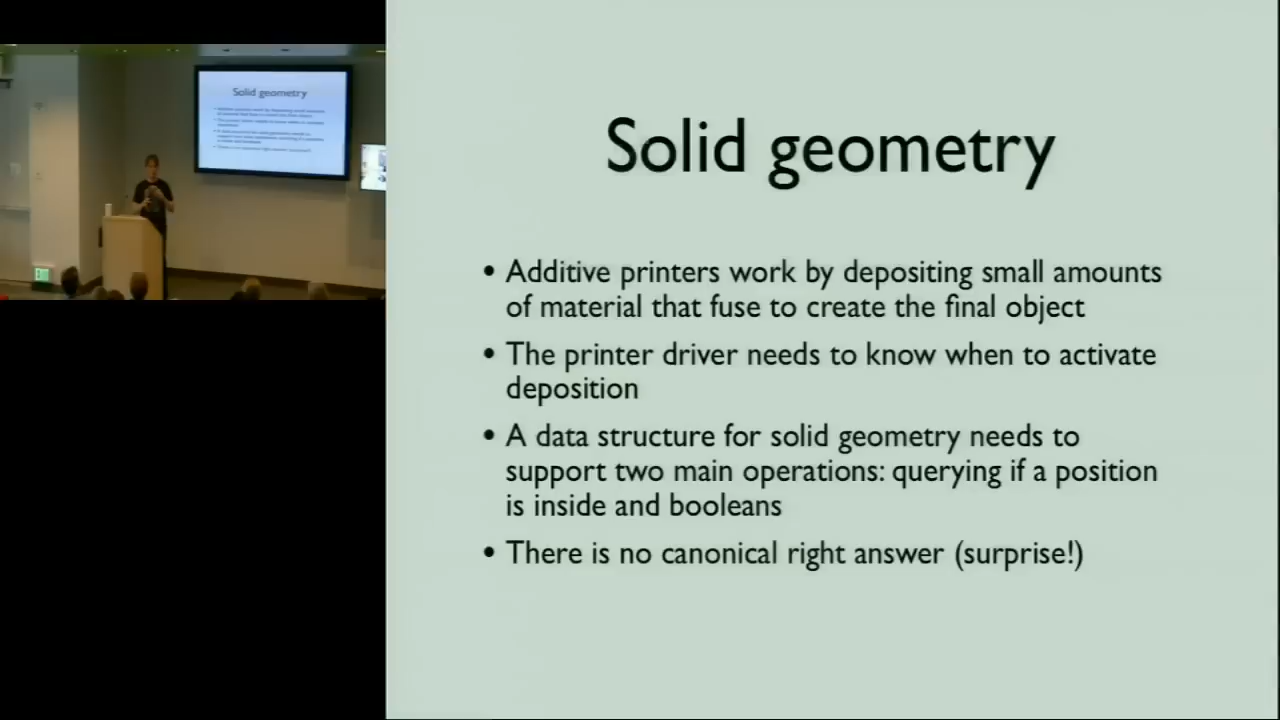 Solid geometry
• Additive printers work by depositing small amounts
of material that fuse to create the final object
• The printer driver needs to know when to activate
deposition
• A data structure for solid geometry needs to
support two main operations: querying if a position
is inside and booleans
• There is no canonical right answer (surprise!)
Solid geometry